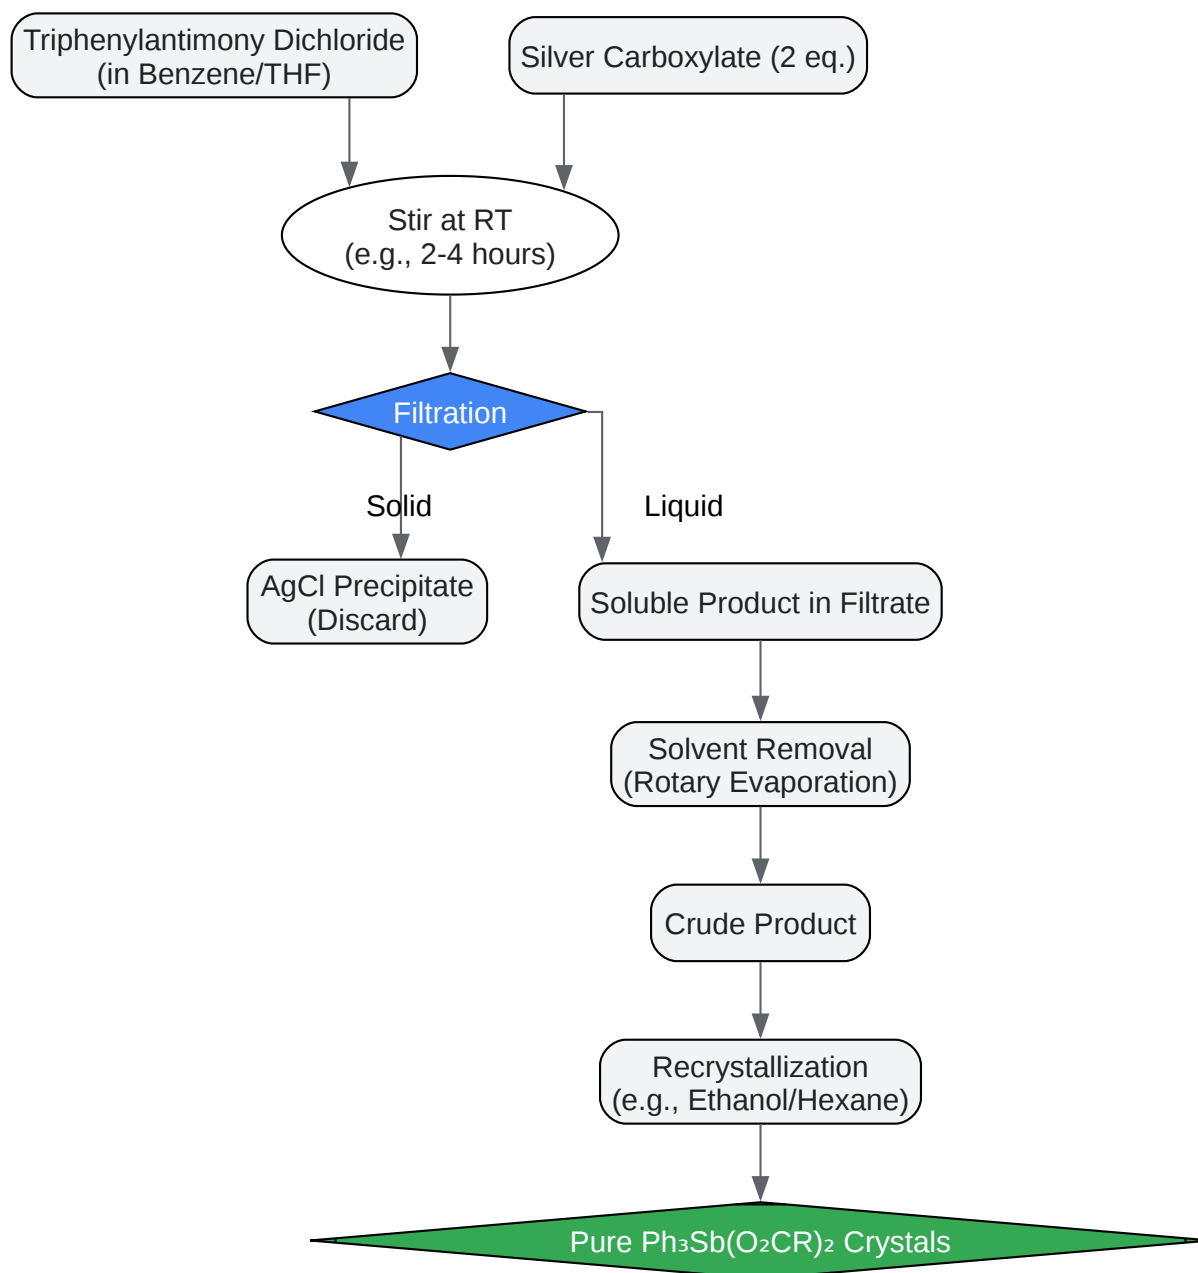 Triphenylantimony Dichloride
(in Benzene/THF)
Silver Carboxylate (2 eq.)
Stir at RT
(e.g., 2-4 hours)
Filtration
Solid
Liquid
AgCl Precipitate
(Discard)
Soluble Product in Filtrate
Solvent Removal
(Rotary Evaporation)
Crude Product
Recrystallization
(e.g., Ethanol/Hexane)
Pure Ph₃Sb(O₂CR)₂ Crystals